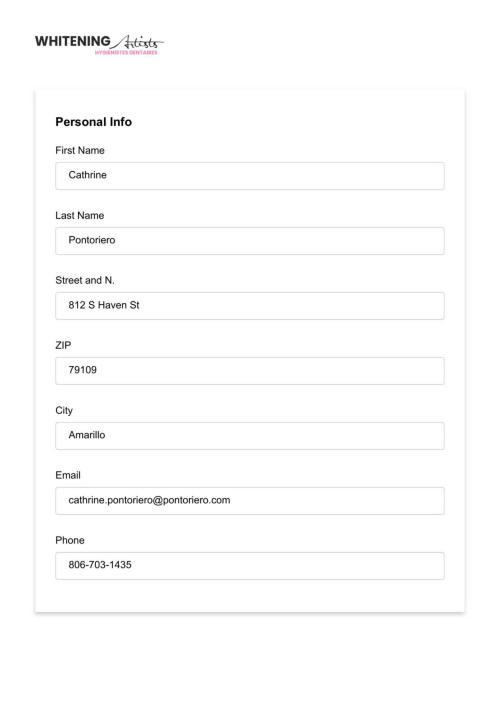 WHITENING Artists
HYGIÉNISTES DENTAIRES
Personal Info
First Name
Cathrine
Last Name
Pontoriero
Street and N.
812 S Haven St
ZIP
79109
City
Amarillo
Email
cathrine.pontoriero@pontoriero.com
Phone
806-703-1435